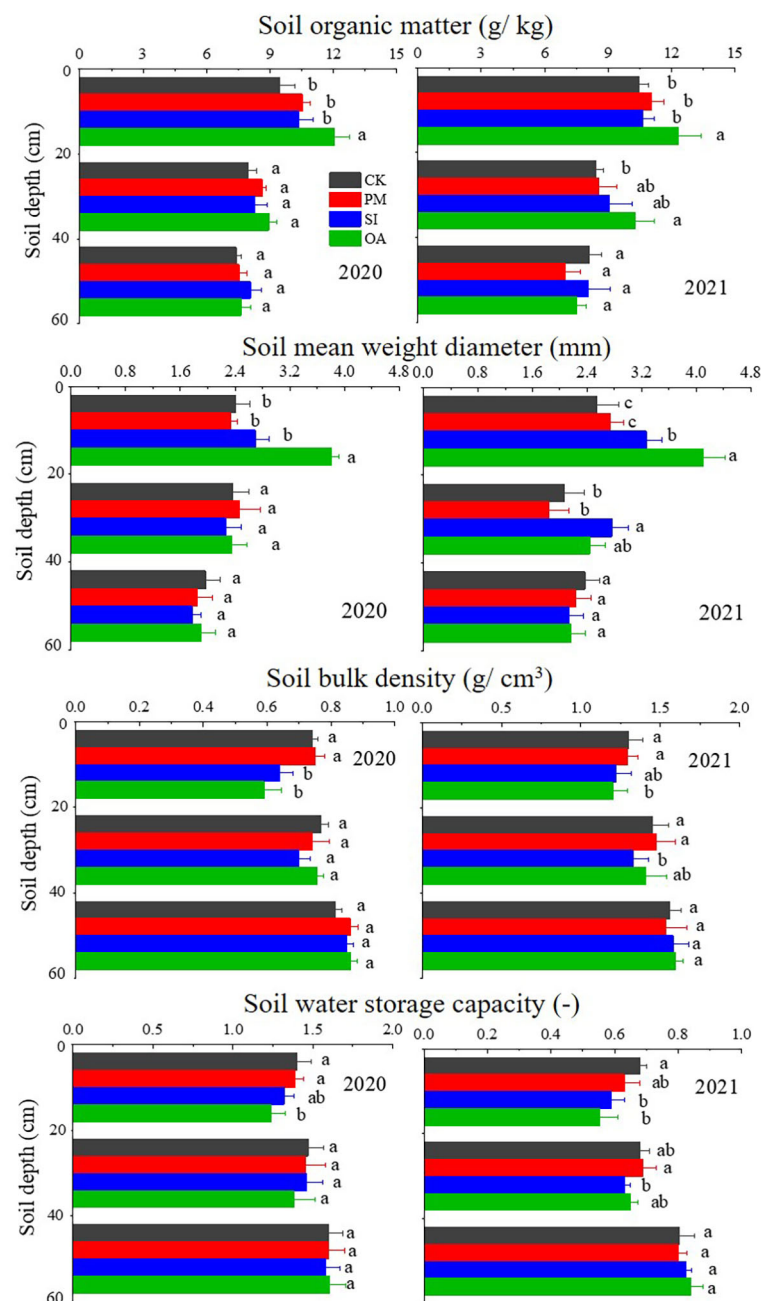 Soil organic matter (g/ kg)
0 3 6 9 12 15 0 3 6 9 12 15
Soil depth (cm)
0
20
40
60
b
b
b
a
a
a
a
a
a
a
a
a
CK
PM
SI
OA
2020
b
b
b
a
b
ab
ab
a
a
a
a
a
2021
Soil mean weight diameter (mm)
0.0 0.8 1.6 2.4 3.2 4.0 4.8 0.0 0.8 1.6 2.4 3.2 4.0 4.8
Soil depth (cm)
0
20
40
60
b
b
b
a
a
a
a
a
a
a
a
a
2020
c
c
b
a
b
b
a
ab
a
a
a
a
2021
Soil bulk density (g/ cm³)
0.0 0.2 0.4 0.6 0.8 1.0 0.0 0.5 1.0 1.5 2.0
Soil depth (cm)
0
20
40
60
a
a
b
b
a
a
a
a
a
a
a
a
2020
a
a
ab
b
a
a
b
ab
a
a
a
a
2021
Soil water storage capacity (-)
0.0 0.5 1.0 1.5 2.0 0.0 0.2 0.4 0.6 0.8 1.0
Soil depth (cm)
0
20
40
60
a
a
ab
b
a
a
a
a
a
a
a
a
2020
a
ab
b
b
ab
a
b
ab
a
a
a
a
2021